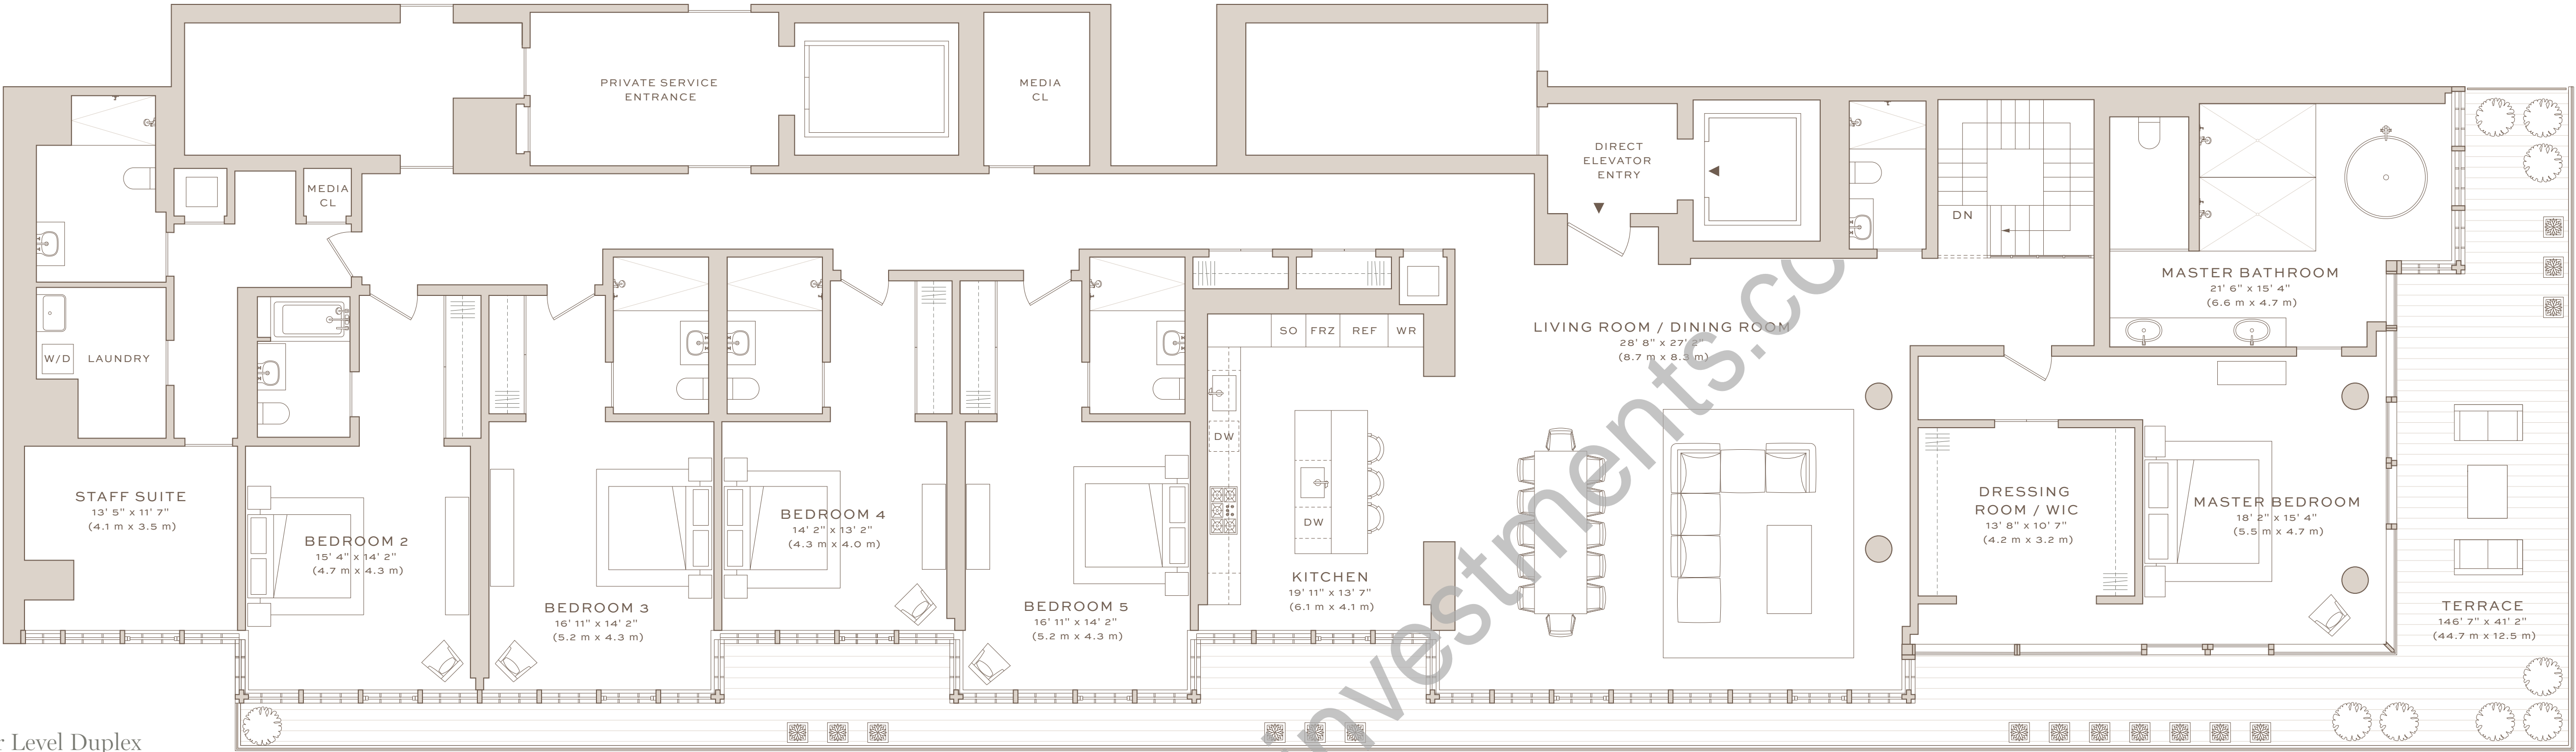 PRIVATE SERVICE
ENTRANCE
MEDIA
CL
DIRECT
ELEVATOR
ENTRY
MEDIA
CL
DN
MASTER BATHROOM
21' 6" x 15' 4"
(6.6 m x 4.7 m)
W/D
LAUNDRY
SO
FRZ
REF
WR
LIVING ROOM / DINING ROOM
28' 8" x 27' 2"
(8.7 m x 8.3 m)
DW
STAFF SUITE
13' 5" x 11' 7"
(4.1 m x 3.5 m)
BEDROOM 2
15' 4" x 14' 2"
(4.7 m x 4.3 m)
BEDROOM 3
16' 11" x 14' 2"
(5.2 m x 4.3 m)
BEDROOM 4
14' 2" x 13' 2"
(4.3 m x 4.0 m)
BEDROOM 5
16' 11" x 14' 2"
(5.2 m x 4.3 m)
DW
KITCHEN
19' 11" x 13' 7"
(6.1 m x 4.1 m)
DRESSING
ROOM / WIC
13' 8" x 10' 7"
(4.2 m x 3.2 m)
MASTER BEDROOM
18' 2" x 15' 4"
(5.5 m x 4.7 m)
TERRACE
146' 7" x 41' 2"
(44.7 m x 12.5 m)
r Level Duplex
investments.co